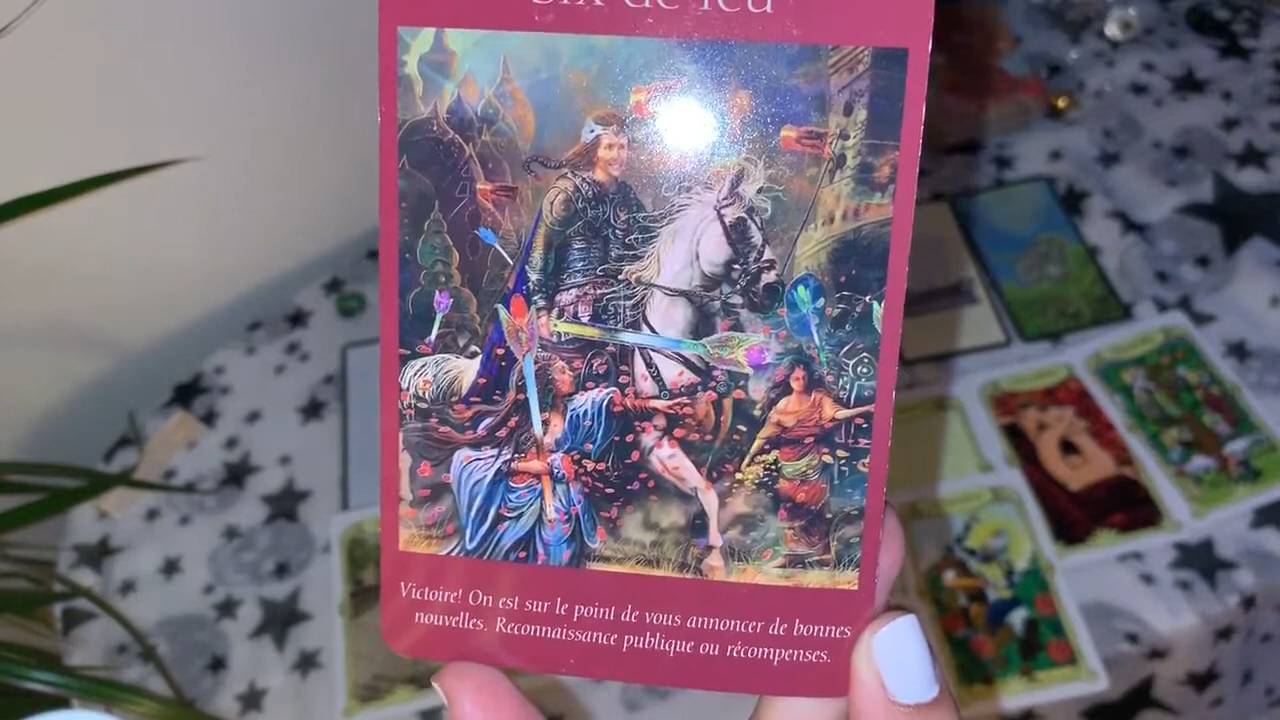 Six de feu
Victoire! On est sur le point de vous annoncer de bonnes
nouvelles. Reconnaissance publique ou récompenses.